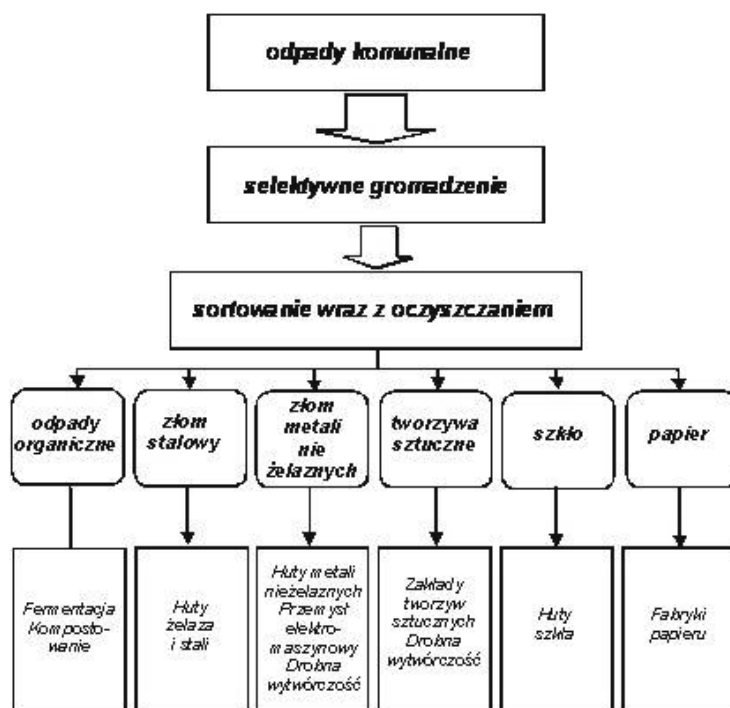 odpady komunalne
selektywne gromadzenie
sortowanie wraz z oczyszczaniem
odpady
organiczne
złom
stalowy
złom
metali
nie
żelaznych
tworzywa
sztuczne
szkło
papier
Fermentacja
Komposto-
wanie
Huty
żelaza
i stali
Huty metali
nieżelaznych
Przemysł
elektro-
maszynowy
Drobna
wytwórczość
Zakłady
tworzyw
sztucznych
Drobna
wytwórczość
Huty
szkła
Fabryki
papieru